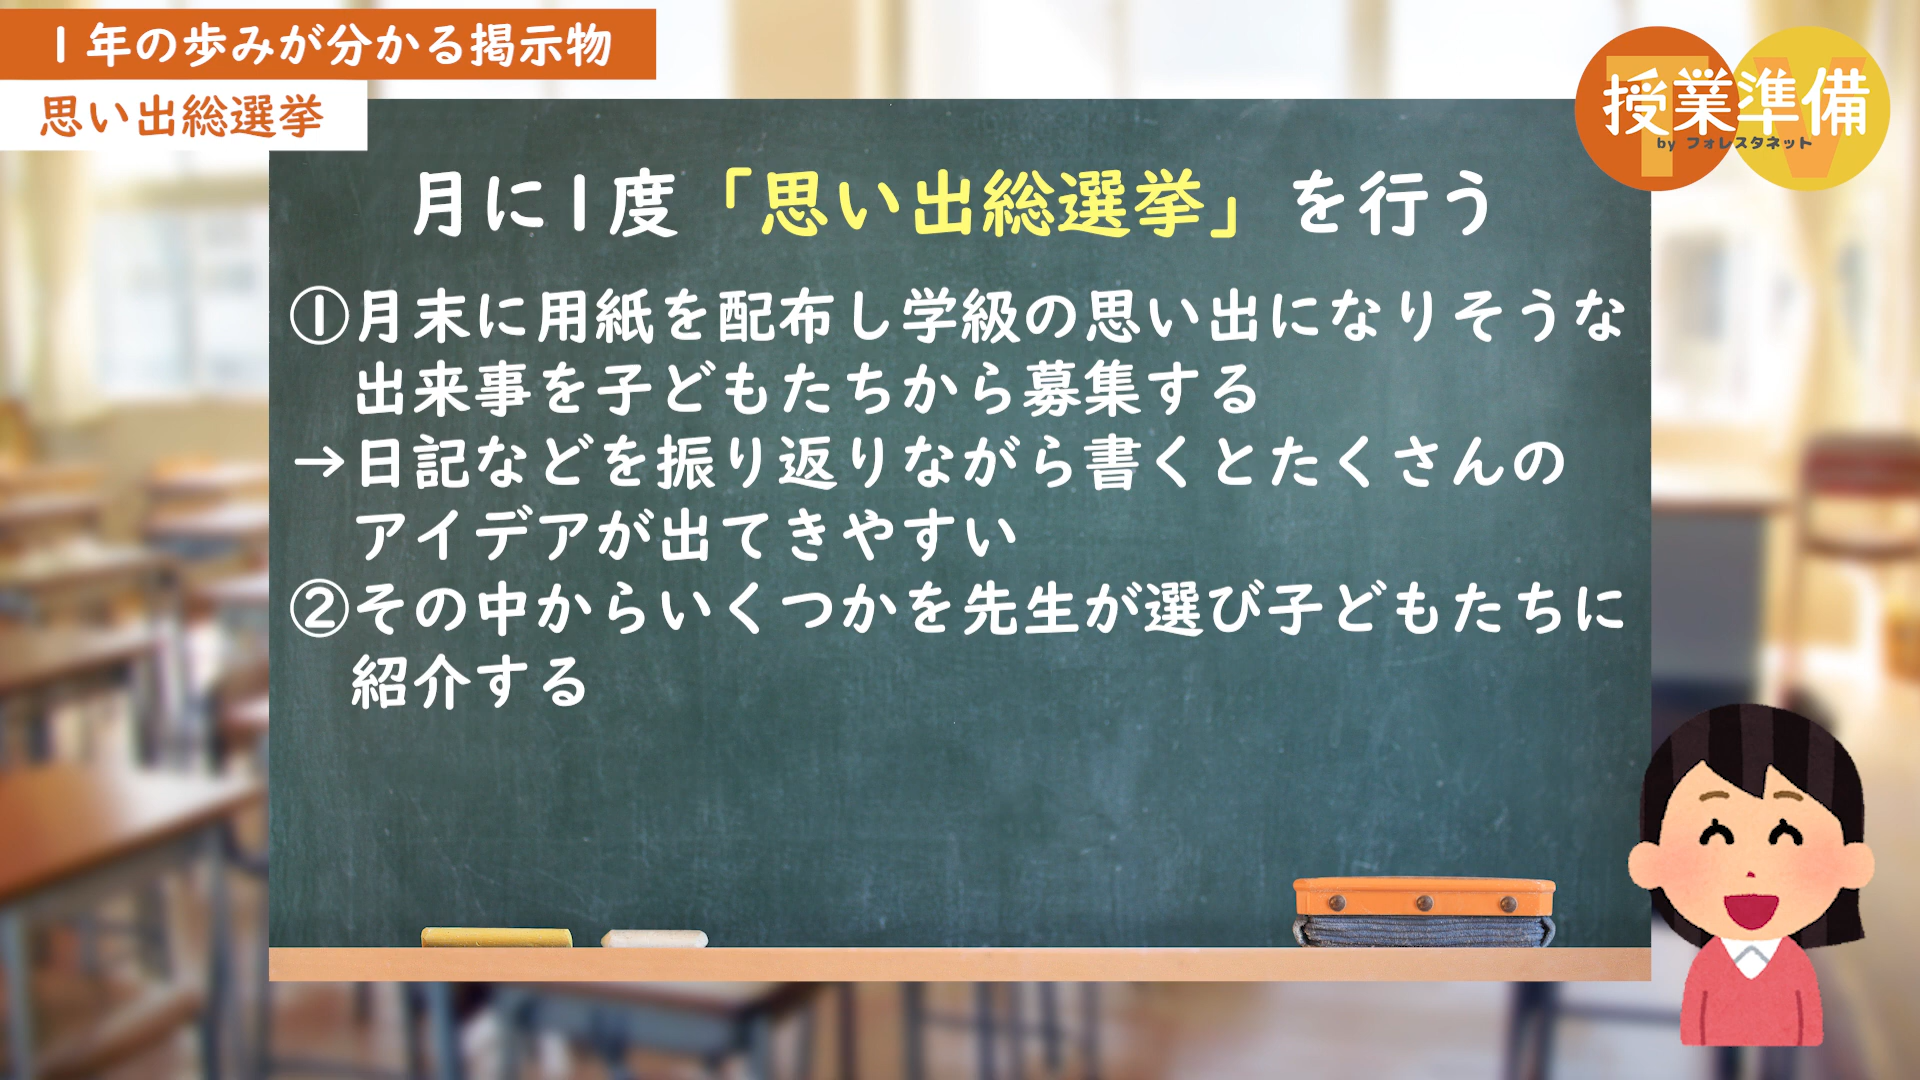 1年の歩みが分かる掲示物
思い出総選挙
授業準備
TV
by フォレスタネット
月に1度「思い出総選挙」を行う
①月末に用紙を配布し学級の思い出になりそうな
出来事を子どもたちから募集する
→日記などを振り返りながら書くとたくさんの
アイデアが出てきやすい
②その中からいくつかを先生が選び子どもたちに
紹介する